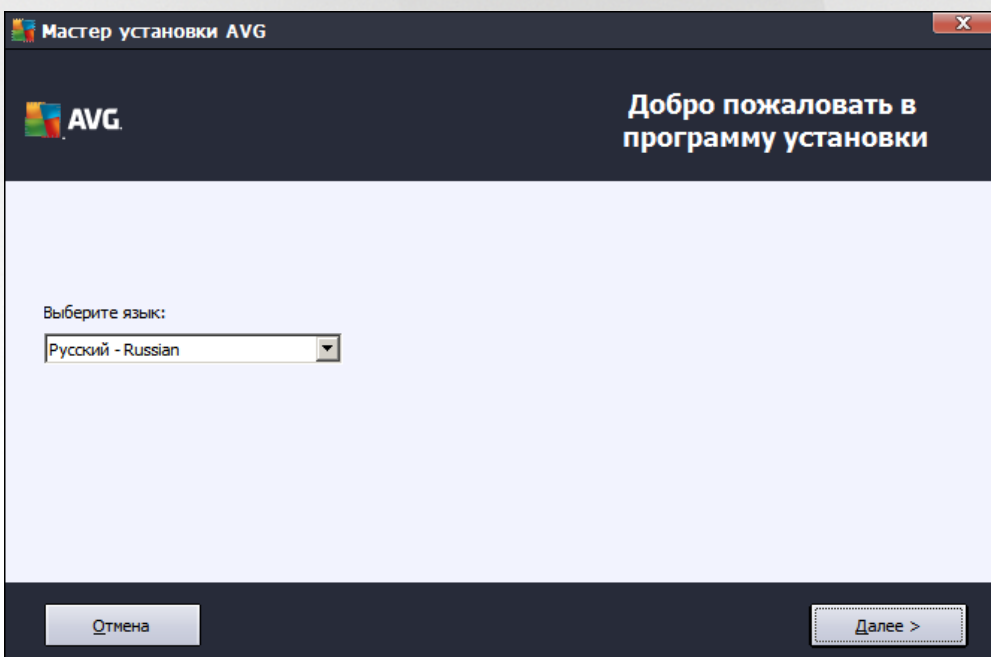 Мастер установки AVG
X
AVG.
Добро пожаловать в
программу установки
Выберите язык:
Русский - Russian
Отмена
Далее >